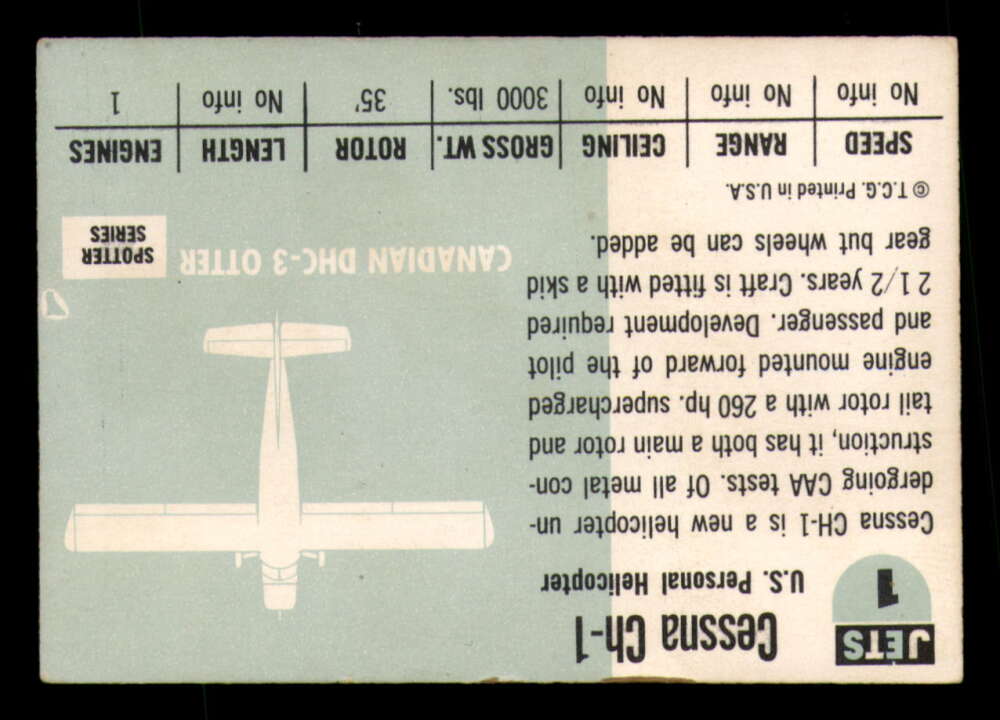 JETS
1
Cessna Ch-1
U.S. Personal Helicopter
Cessna CH-1 is a new helicopter un-
dergoing CAA tests. Of all metal con-
struction, it has both a main rotor and
tail rotor with a 260 hp. supercharged
engine mounted forward of the pilot
and passenger. Development required
2 1/2 years. Craft is fitted with a skid
gear but wheels can be added.
© T.C.G. Printed in U.S.A.
CANADIAN DHC-3 OTTER
SPOTTER
SERIES
SPEED RANGE CEILING GROSS WT. ROTOR LENGTH ENGINES
No info No info No info 3000 lbs. 35' No info 1